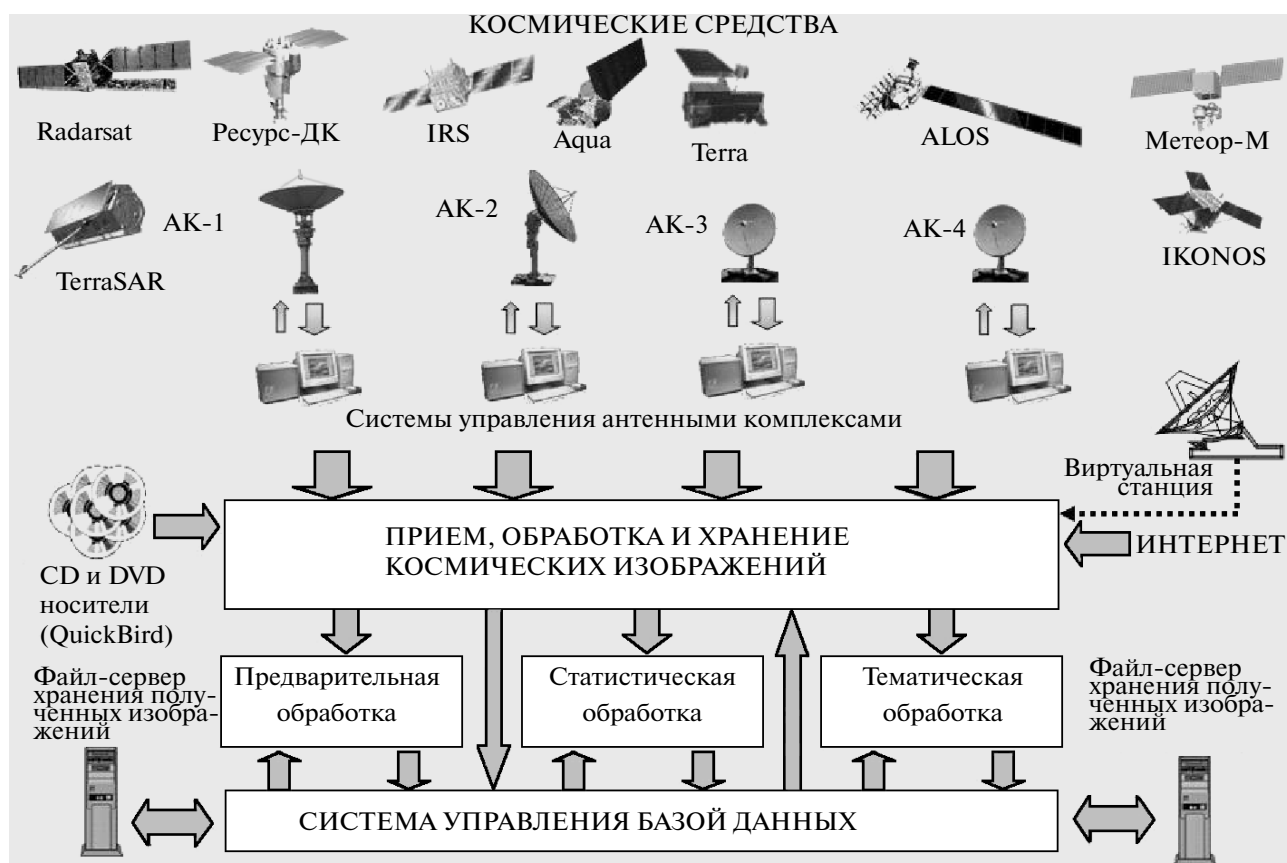 КОСМИЧЕСКИЕ СРЕДСТВА
Radarsat
Ресурс-ДК
IRS
Aqua
Terra
ALOS
Метеор-М
TerraSAR
АК-1
АК-2
АК-3
АК-4
IKONOS
Системы управления антенными комплексами
Виртуальная
станция
ПРИЕМ, ОБРАБОТКА И ХРАНЕНИЕ
КОСМИЧЕСКИХ ИЗОБРАЖЕНИЙ
ИНТЕРНЕТ
CD и DVD
носители
(QuickBird)
Файл-сервер
хранения полу-
ченных изобра-
жений
Предварительная
обработка
Статистическая
обработка
Тематическая
обработка
Файл-сервер
хранения полу-
ченных изобра-
жений
СИСТЕМА УПРАВЛЕНИЯ БАЗОЙ ДАННЫХ